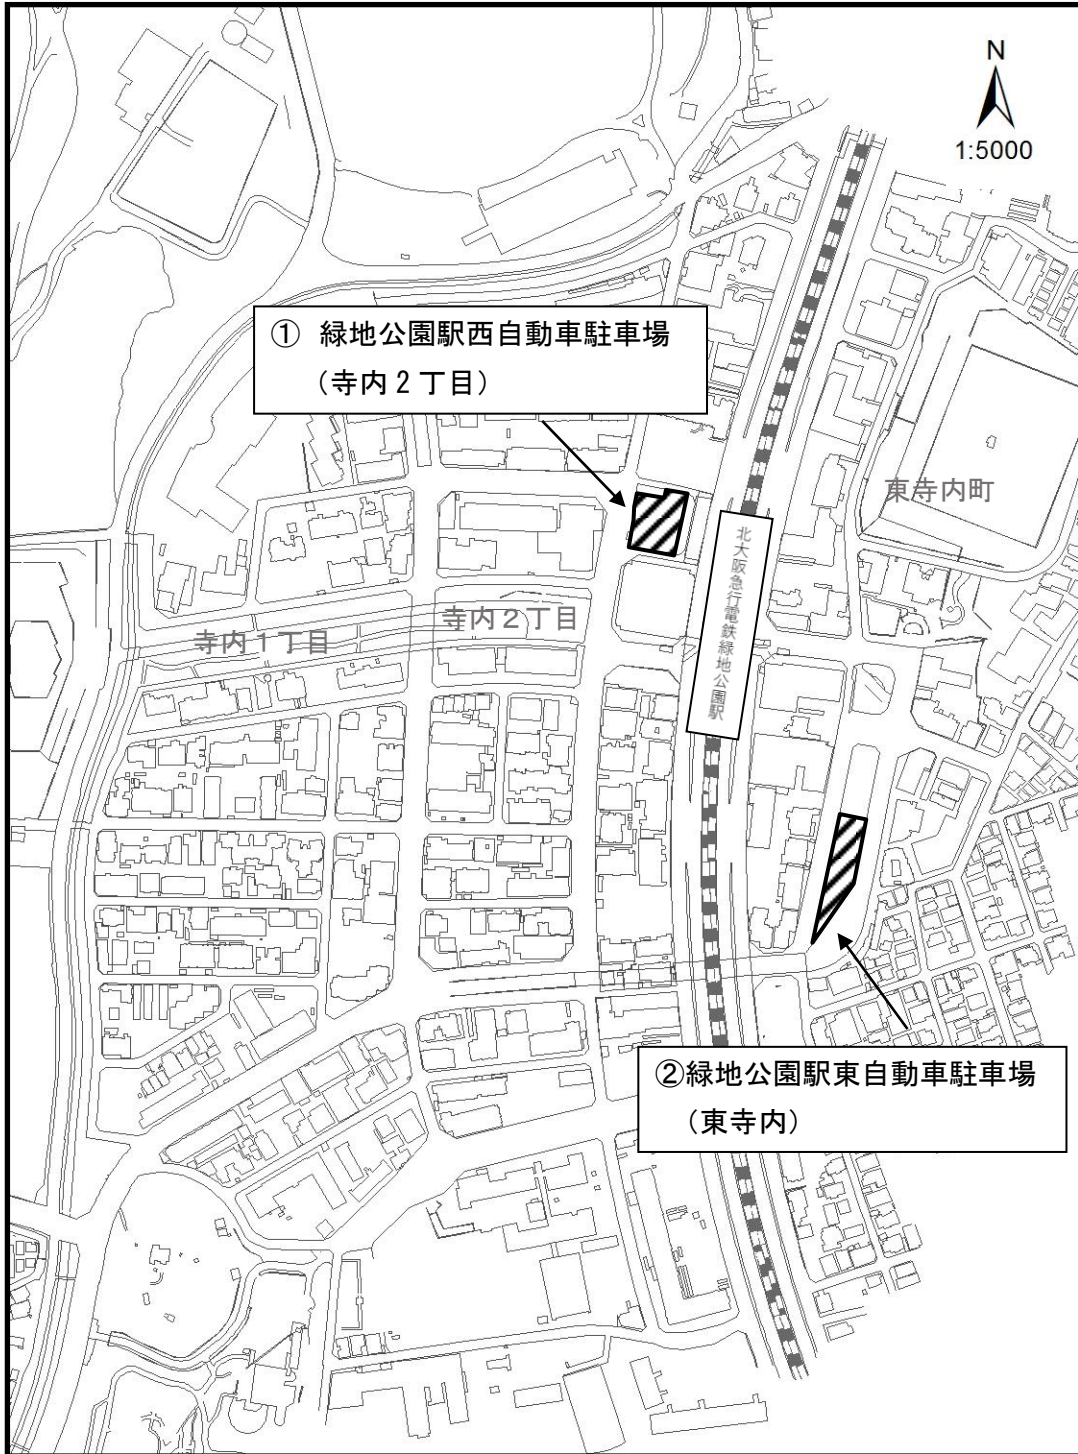 N
1:5000
① 緑地公園駅西自動車駐車場
（寺内２丁目）
東寺内町
北大阪急行電鉄緑地公園駅
寺内２丁目
寺内１丁目
②緑地公園駅東自動車駐車場
（東寺内）